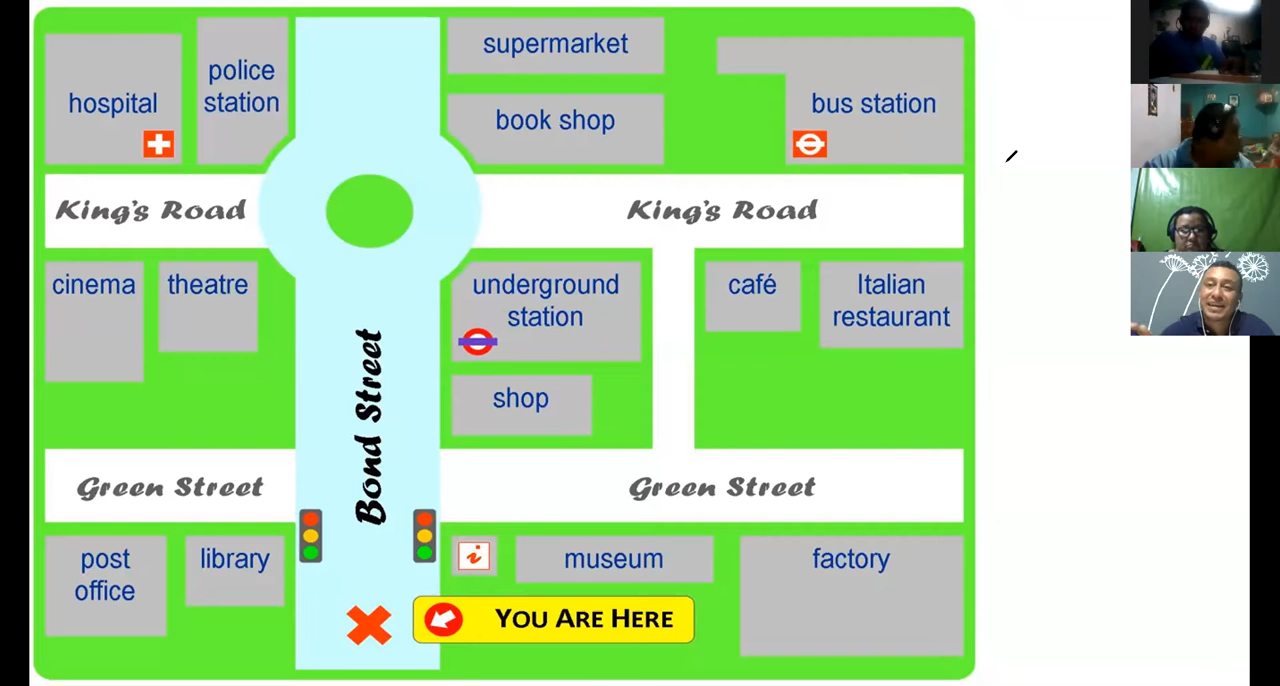 supermarket
police
station
hospital
bus station
book shop
King's Road
King's Road
cinema
theatre
underground
station
café
Italian
restaurant
shop
Bond Street
Green Street
Green Street
post
office
library
i
museum
factory
YOU ARE HERE